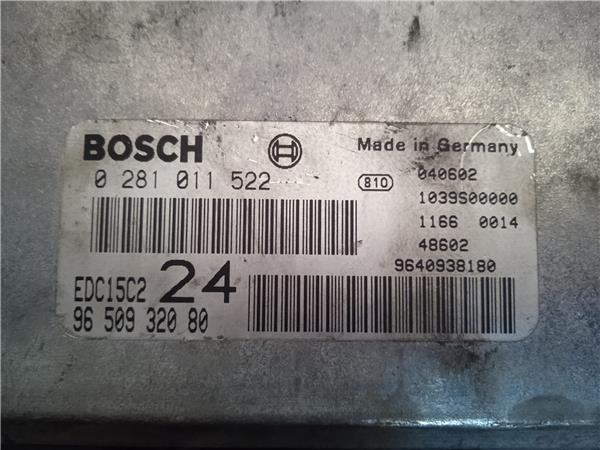 BOSCH
Made in Germany
0 281 011 522
810
040602
1039S00000
1166 0014
48602
9640938180
EDC15C2 24
96 509 320 80